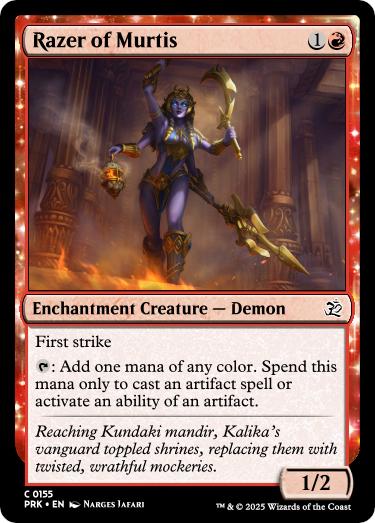 Razer of Murtis
1
Enchantment Creature — Demon
First strike
: Add one mana of any color. Spend this
mana only to cast an artifact spell or
activate an ability of an artifact.
Reaching Kundaki mandir, Kalika's
vanguard toppled shrines, replacing them with
twisted, wrathful mockeries.
1/2
C 0155
PRK • EN Narges Jafari
™ & © 2025 Wizards of the Coast